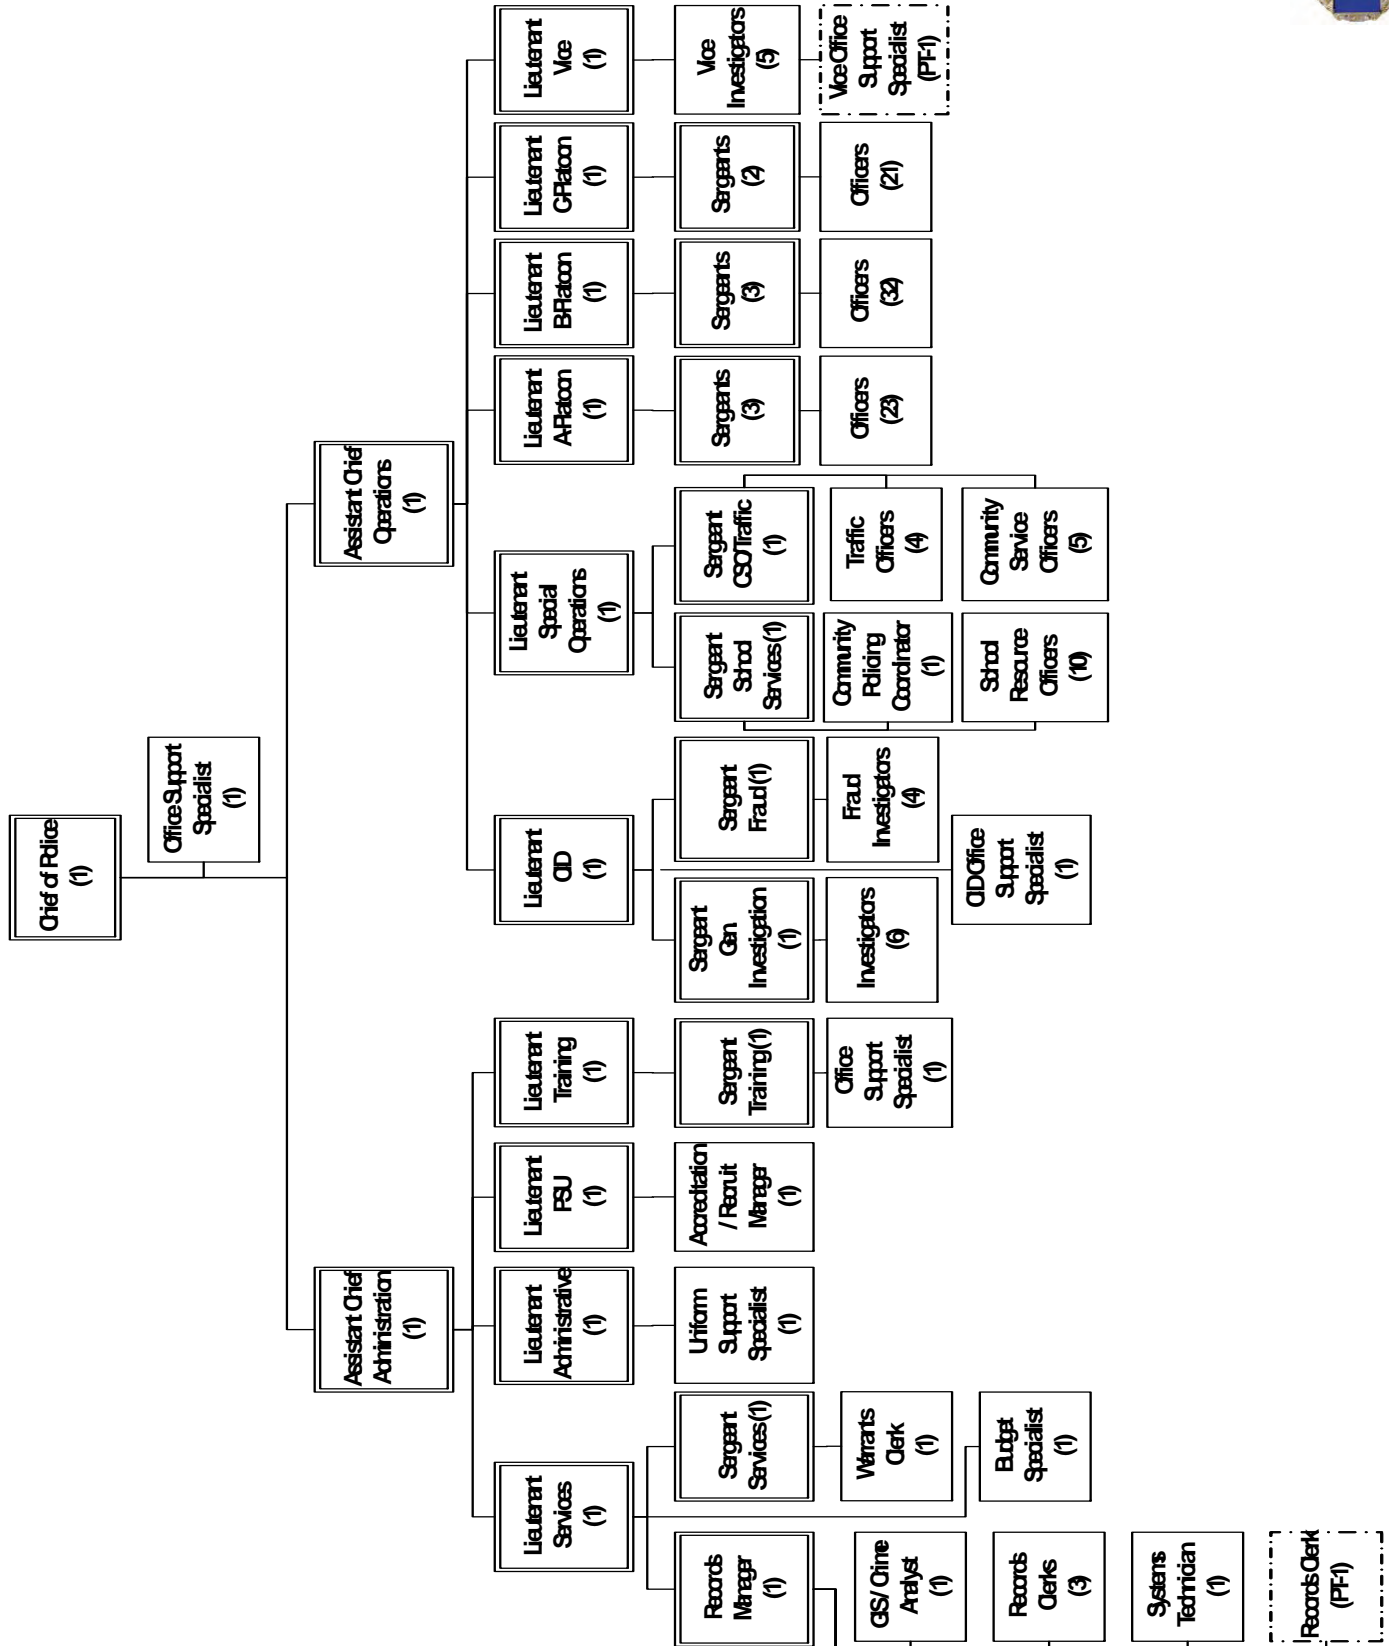 Chief of Police
(1)
Office Support
Specialist
(1)
Assistant Chief
Administration
(1)
Assistant Chief
Operations
(1)
Lieutenant
Services
(1)
Lieutenant
Administrative
(1)
Lieutenant
PSU
(1)
Lieutenant
Training
(1)
Lieutenant
CID
(1)
Lieutenant
Special
Operations
(1)
Lieutenant
A-Platoon
(1)
Lieutenant
B-Platoon
(1)
Lieutenant
C-Platoon
(1)
Lieutenant
Vice
(1)
Records
Manager
(1)
Sergeant
Services (1)
Uniform
Support
Specialist
(1)
Accreditation
/ Recruit
Manager
(1)
Sergeant
Training (1)
Sergeant
Gen.
Investigation
(1)
Sergeant
Fraud (1)
Sergeant
School
Services (1)
Sergeant
CSO/Traffic
(1)
Sergeants
(3)
Sergeants
(3)
Sergeants
(2)
Vice
Investigators
(5)
GIS / Crime
Analyst
(1)
Warrants
Clerk
(1)
Office
Support
Specialist
(1)
Investigators
(6)
Fraud
Investigators
(4)
Community
Policing
Coordinator
(1)
Traffic
Officers
(4)
Officers
(23)
Officers
(32)
Officers
(21)
Vice Office
Support
Specialist
(PT-1)
Records
Clerks
(3)
Budget
Specialist
(1)
CID Office
Support
Specialist
(1)
School
Resource
Officers
(10)
Community
Service
Officers
(5)
Systems
Technician
(1)
Records Clerk
(PT-1)